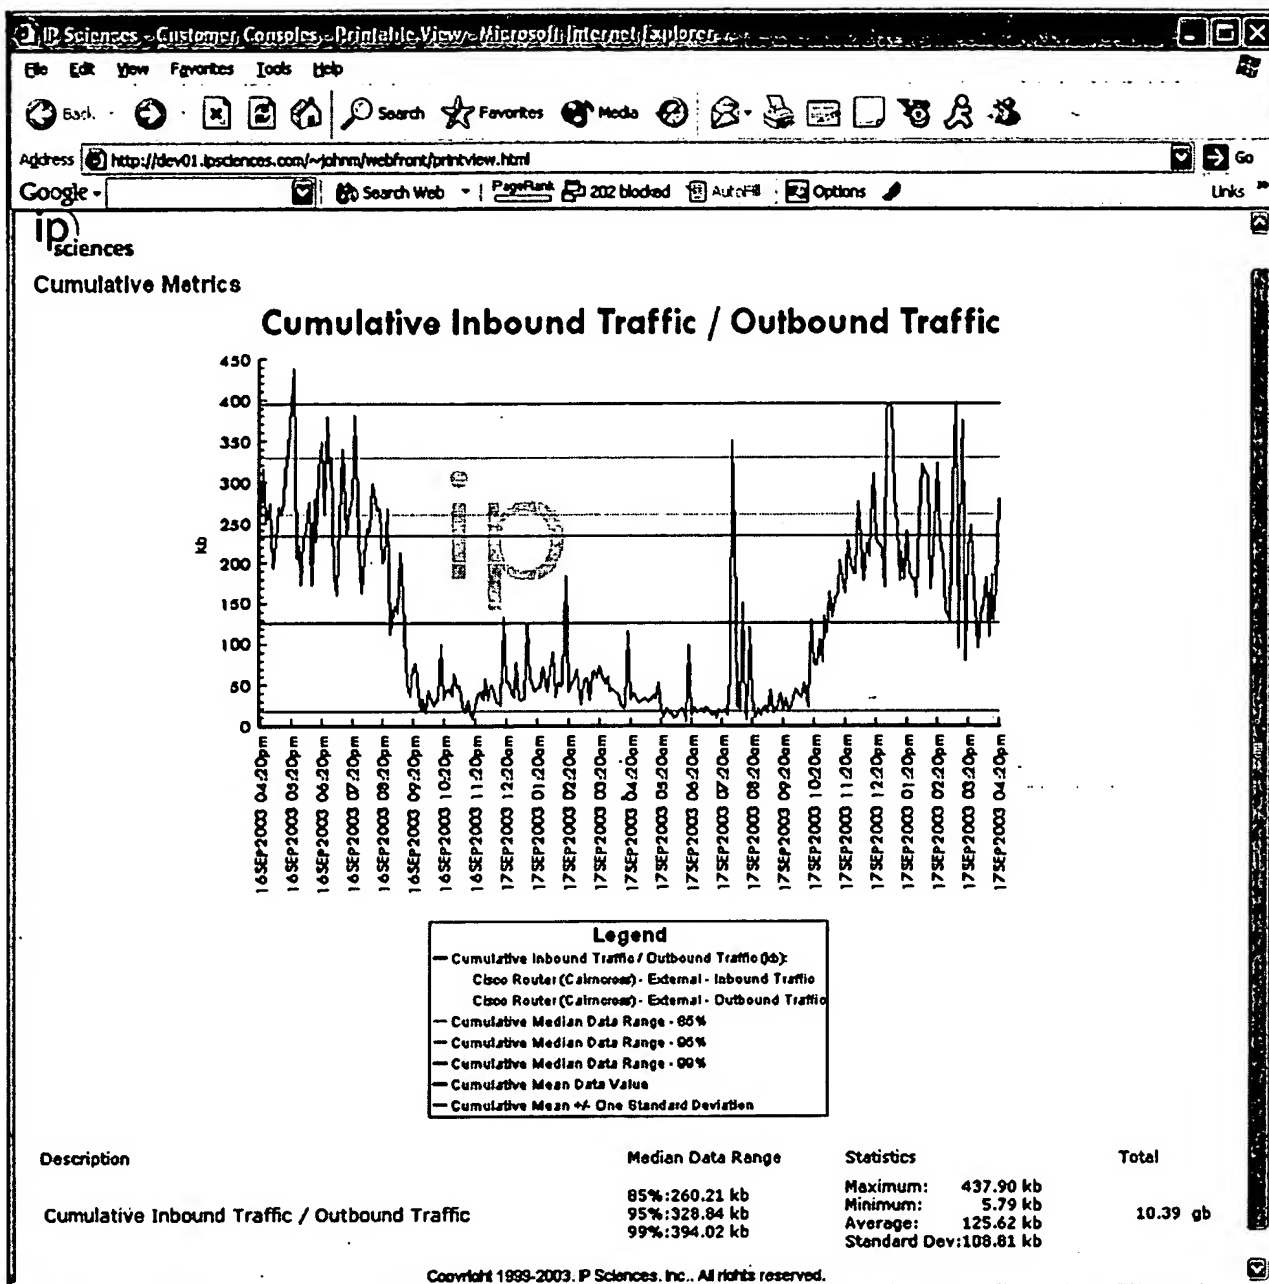 IP Sciences - Customer Consoles - Printable View - Microsoft Internet Explorer
File Edit View Favorites Tools Help
Back Search Favorites Media
Address http://dev01.ipsciences.com/~johnm/webfront/printview.html Go
Google Search Web PageRank 202 blocked AutoFill Options Links »
ip sciences
Cumulative Metrics
Cumulative Inbound Traffic / Outbound Traffic
450
400
350
300
250
200
150
100
50
0
kb
ip
16SEP2003 04:20pm
16SEP2003 05:20pm
16SEP2003 06:20pm
16SEP2003 07:20pm
16SEP2003 08:20pm
16SEP2003 09:20pm
16SEP2003 10:20pm
16SEP2003 11:20pm
17SEP2003 12:20am
17SEP2003 01:20am
17SEP2003 02:20am
17SEP2003 03:20am
17SEP2003 04:20am
17SEP2003 05:20am
17SEP2003 06:20am
17SEP2003 07:20am
17SEP2003 08:20am
17SEP2003 09:20am
17SEP2003 10:20am
17SEP2003 11:20am
17SEP2003 12:20pm
17SEP2003 01:20pm
17SEP2003 02:20pm
17SEP2003 03:20pm
17SEP2003 04:20pm
Legend
Cumulative Inbound Traffic / Outbound Traffic (kb):
Cisco Router (Cairncross) - External - Inbound Traffic
Cisco Router (Cairncross) - External - Outbound Traffic
Cumulative Median Data Range - 85%
Cumulative Median Data Range - 95%
Cumulative Median Data Range - 99%
Cumulative Mean Data Value
Cumulative Mean +/- One Standard Deviation
Description Median Data Range Statistics Total
Cumulative Inbound Traffic / Outbound Traffic
85%:260.21 kb
95%:328.84 kb
99%:394.02 kb
Maximum: 437.90 kb
Minimum: 5.79 kb
Average: 125.62 kb
Standard Dev:108.81 kb
10.39 gb
Copyright 1999-2003. IP Sciences, Inc.. All rights reserved.